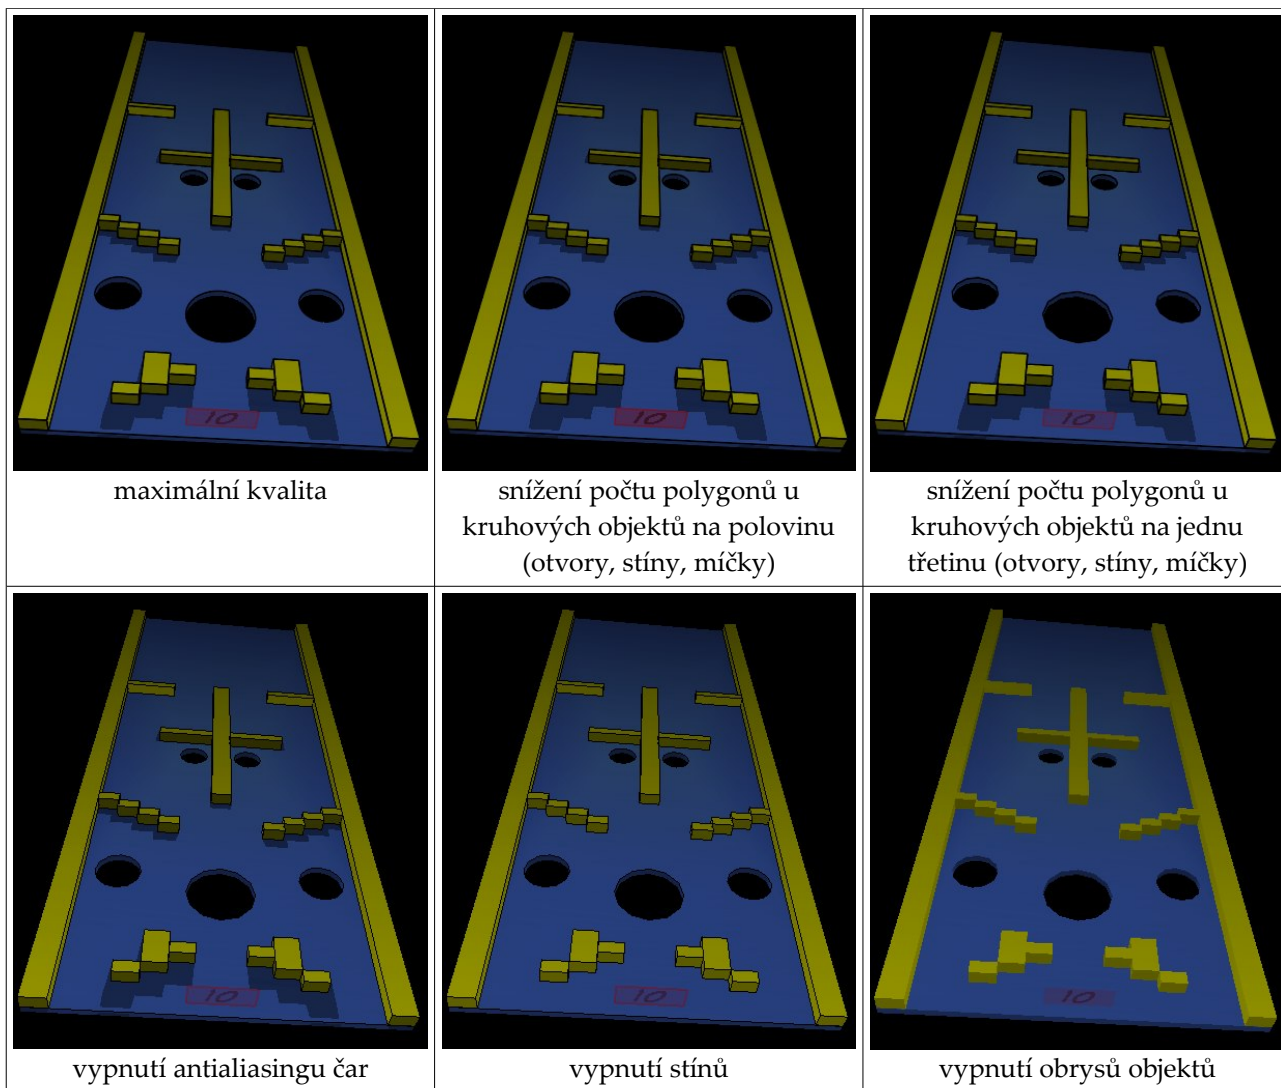 10
10
10
maximální kvalita
snížení počtu polygonů u
kruhových objektů na polovinu
(otvory, stíny, míčky)
snížení počtu polygonů u
kruhových objektů na jednu
třetinu (otvory, stíny, míčky)
10
10
10
vypnutí antialiasingu čar
vypnutí stínů
vypnutí obrysů objektů